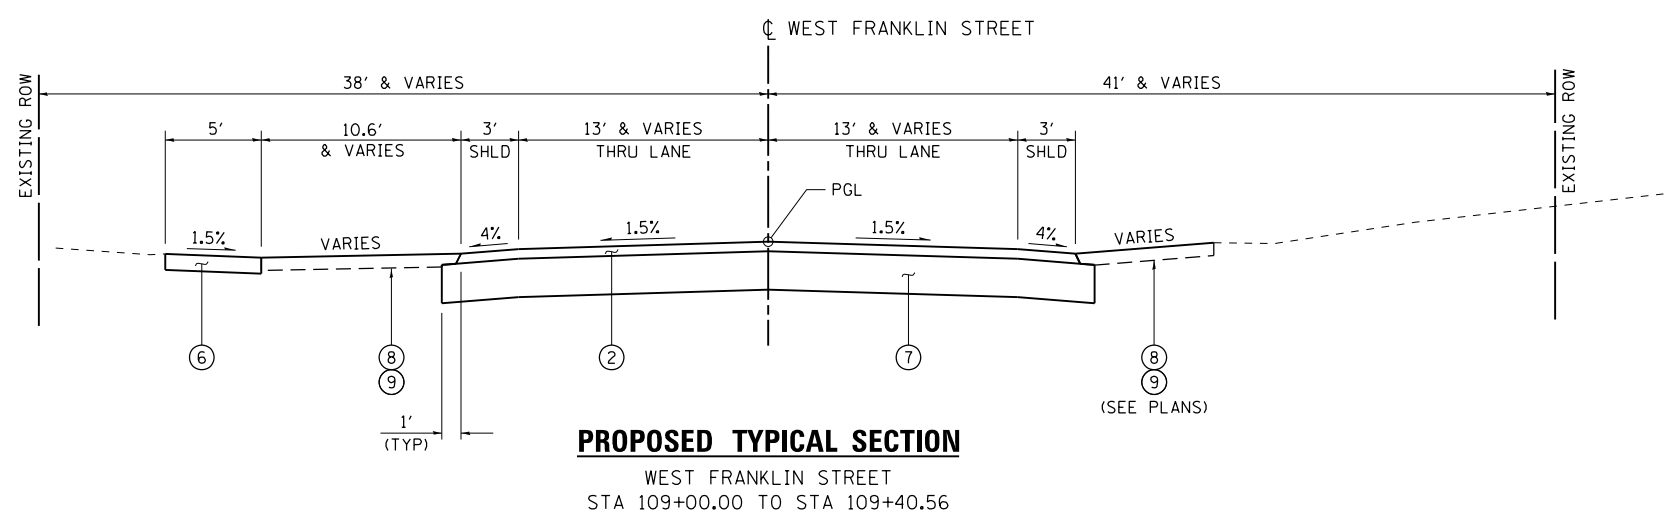 ℄ WEST FRANKLIN STREET
EXISTING ROW
38' & VARIES
41' & VARIES
EXISTING ROW
5'
10.6'
& VARIES
3'
SHLD
13' & VARIES
THRU LANE
13' & VARIES
THRU LANE
3'
SHLD
PGL
1.5%
VARIES
4%
1.5%
1.5%
4%
VARIES
6
8
9
2
7
8
9
(SEE PLANS)
1'
(TYP)
PROPOSED TYPICAL SECTION
WEST FRANKLIN STREET
STA 109+00.00 TO STA 109+40.56